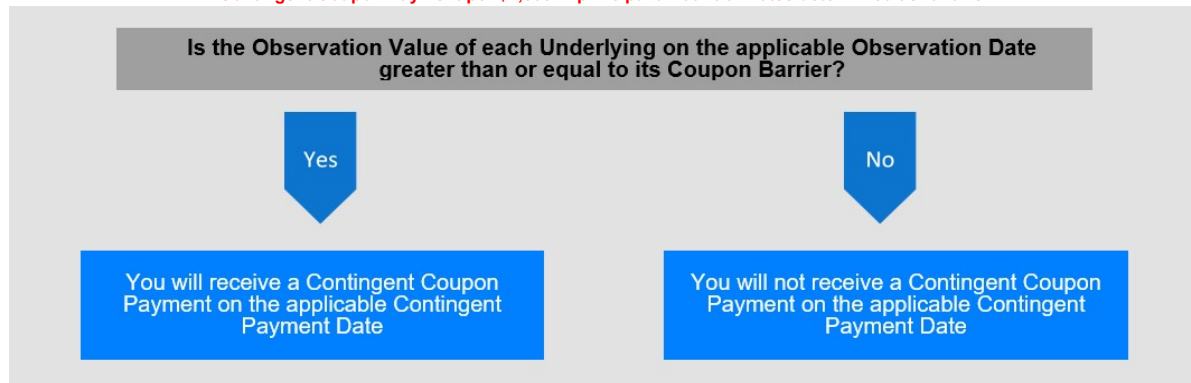 Is the Observation Value of each Underlying on the applicable Observation Date
greater than or equal to its Coupon Barrier?
Yes
No
You will receive a Contingent Coupon
Payment on the applicable Contingent
Payment Date
You will not receive a Contingent Coupon
Payment on the applicable Contingent
Payment Date